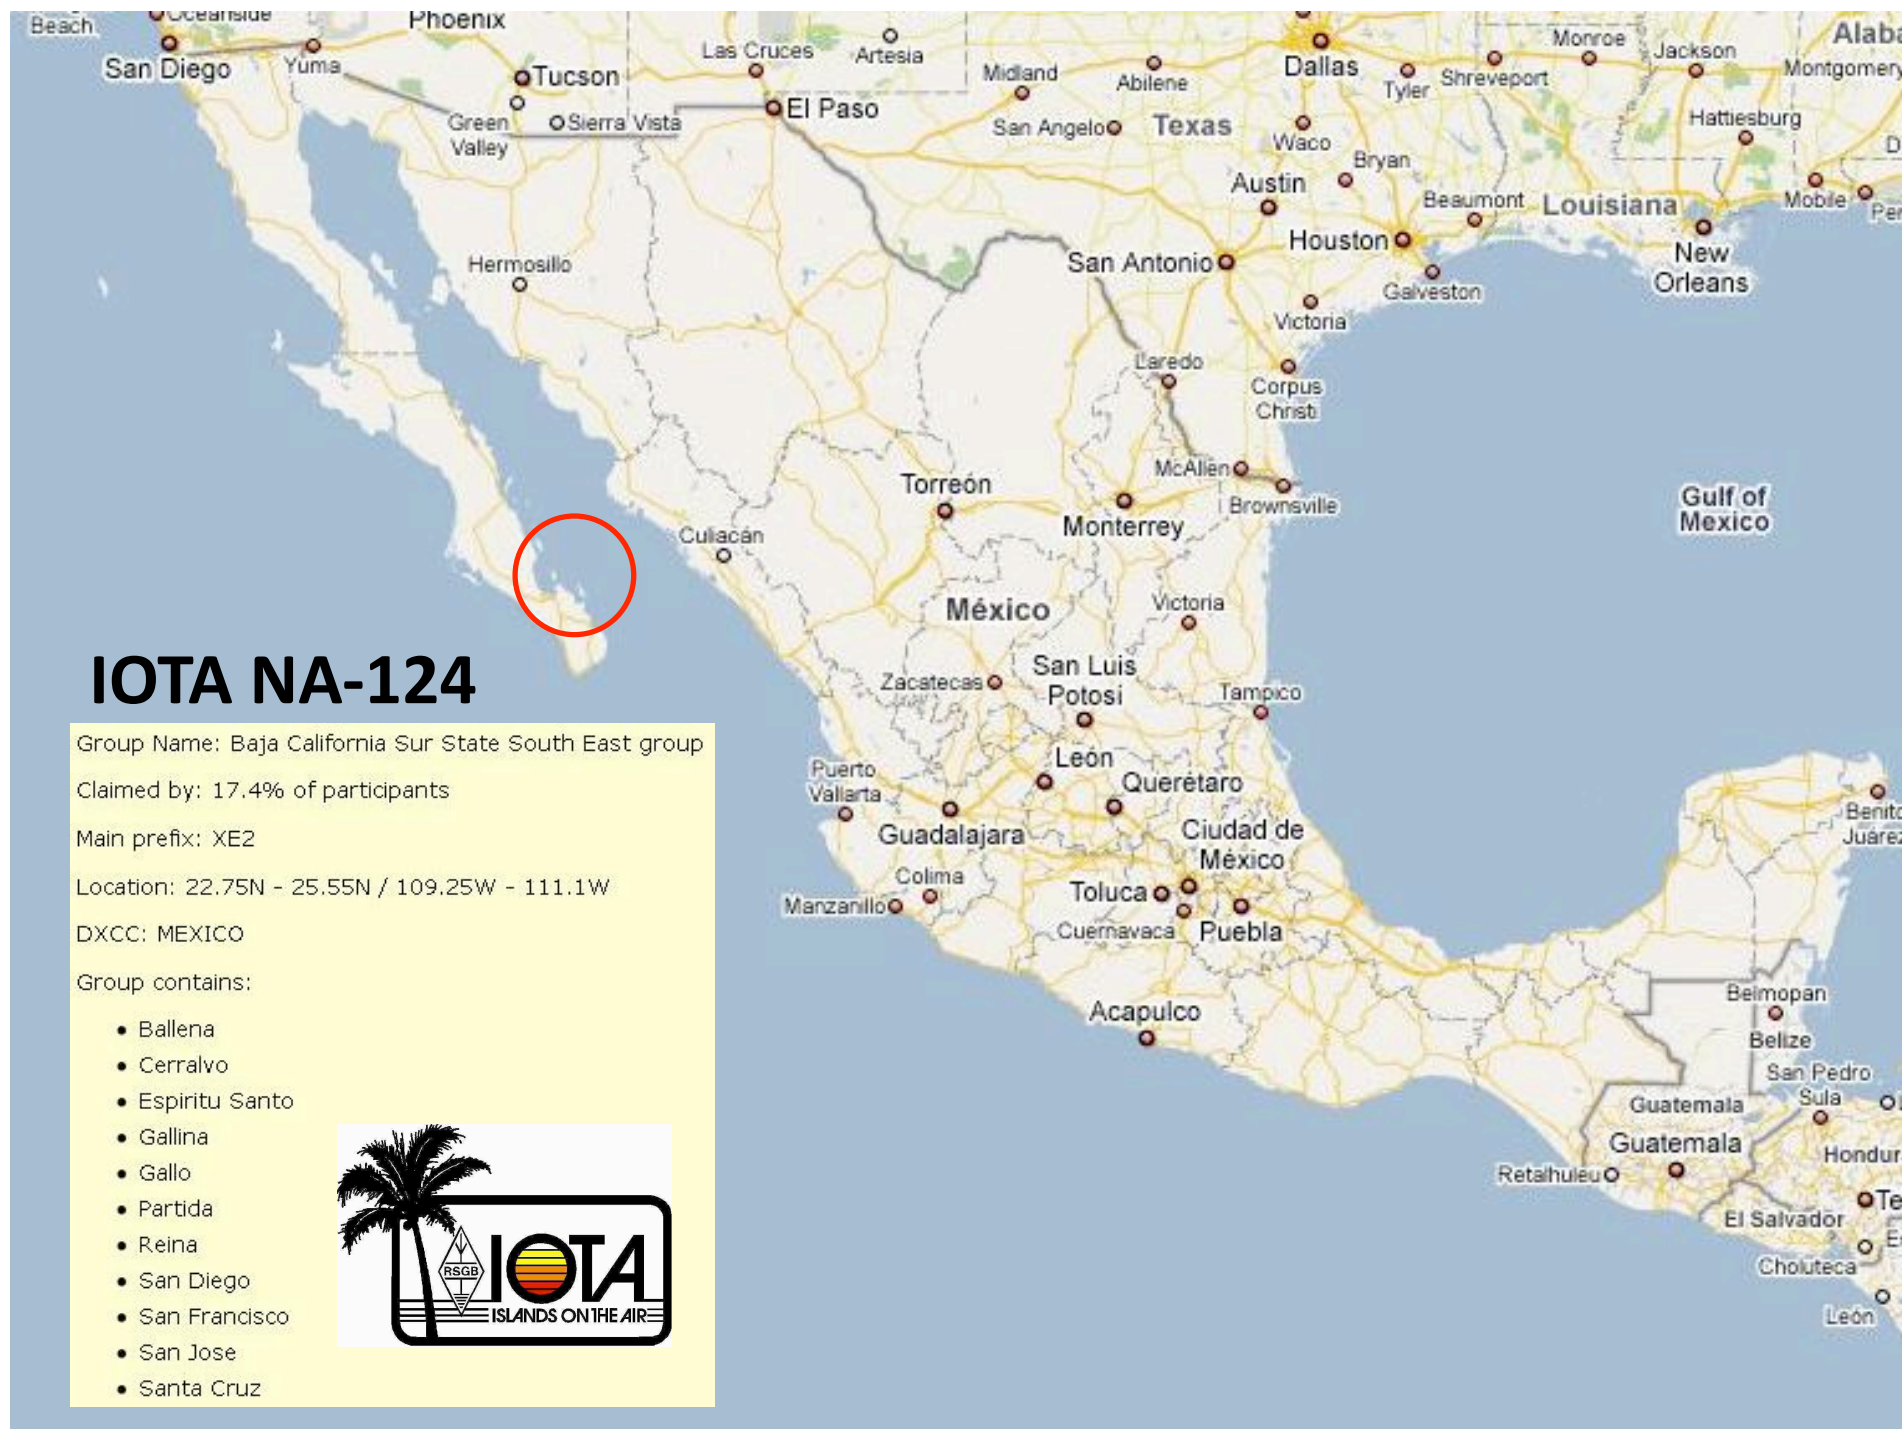 Oceanside
Beach
San Diego
Yuma
Phoenix
Tucson
Green
Valley
Sierra Vista
Las Cruces
Artesia
El Paso
Midland
Abilene
San Angelo
Texas
Dallas
Tyler
Shreveport
Monroe
Jackson
Montgomery
Hattiesburg
Waco
Bryan
Austin
Beaumont
Louisiana
Mobile
Houston
New
Orleans
San Antonio
Galveston
Victoria
Hermosillo
Laredo
Corpus
Christi
McAllen
Brownsville
Gulf of
Mexico
Torreón
Monterrey
Culiacán
México
Victoria
San Luis
Potosi
Zacatecas
Tampico
León
Querétaro
Puerto
Vallarta
Guadalajara
Ciudad de
México
Colima
Toluca
Manzanillo
Cuernavaca
Puebla
Benito
Juárez
Acapulco
Belmopan
Belize
San Pedro
Sula
Guatemala
Guatemala
Retalhuleu
Hondur
Te
El Salvador
Choluteca
León
IOTA NA-124
Group Name: Baja California Sur State South East group
Claimed by: 17.4% of participants
Main prefix: XE2
Location: 22.75N - 25.55N / 109.25W - 111.1W
DXCC: MEXICO
Group contains:
• Ballena
• Cerralvo
• Espiritu Santo
• Gallina
• Gallo
• Partida
• Reina
• San Diego
• San Francisco
• San Jose
• Santa Cruz
RSGB
IOTA
ISLANDS ON THE AIR